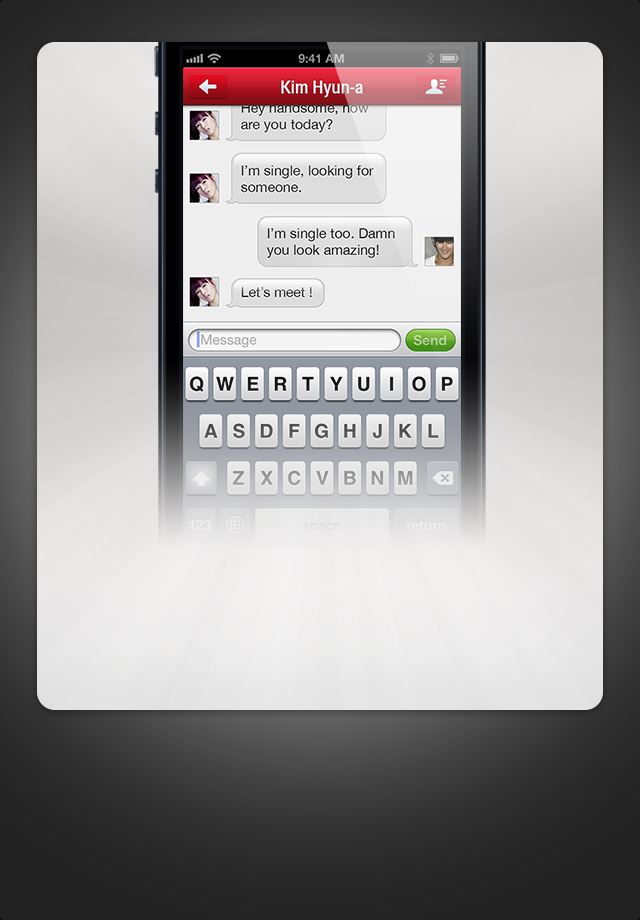 9:41 AM
Kim Hyun-a
Hey handsome, how
are you today?
I'm single, looking for
someone.
I'm single too. Damn
you look amazing!
Let's meet !
Message
Send
Q W E R T Y U I O P
A S D F G H J K L
Z X C V B N M
123 space return